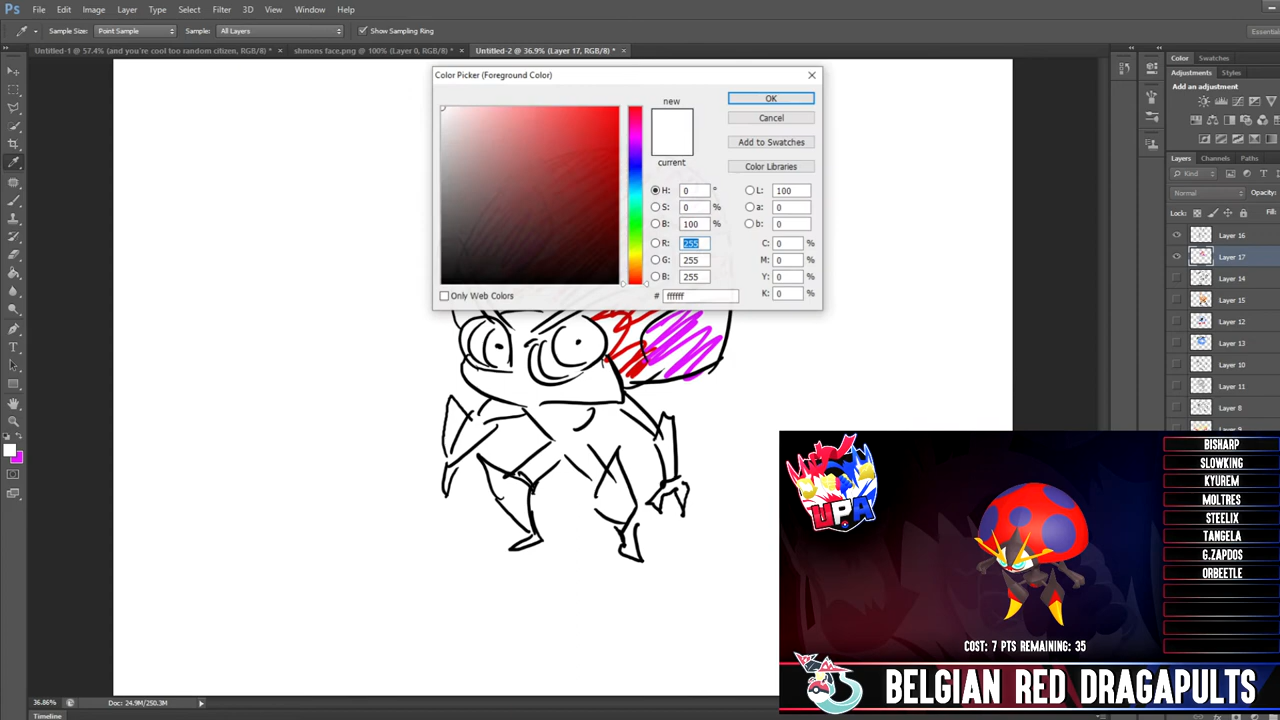 Ps File Edit Image Layer Type Select Filter 3D View Window Help
Sample Size: Point Sample Sample: All Layers Show Sampling Ring Essential
Untitled-1 @ 57.4% (and you're cool too random citizen, RGB/8) * × shmons face.png @ 100% (Layer 0, RGB/8) * × Untitled-2 @ 36.9% (Layer 17, RGB/8) * ×
Color Swatches
Adjustments Styles
Add an adjustment
Layers Channels Paths
Kind
Normal Opacity:
Lock: Fill:
Layer 16
Layer 17
Layer 14
Layer 15
Layer 12
Layer 13
Layer 10
Layer 11
Layer 8
Layer 9
Color Picker (Foreground Color)
new
current
OK
Cancel
Add to Swatches
Color Libraries
H: 0 °
S: 0 %
B: 100 %
R: 255
G: 255
B: 255
# ffffff
L: 100
a: 0
b: 0
C: 0 %
M: 0 %
Y: 0 %
K: 0 %
Only Web Colors
UPA
BISHARP
SLOWKING
KYUREM
MOLTRES
STEELIX
TANGELA
G.ZAPDOS
ORBEETLE
COST: 7 PTS REMAINING: 35
BELGIAN RED DRAGAPULTS
36.86% Doc: 24.9M/250.3M
Timeline